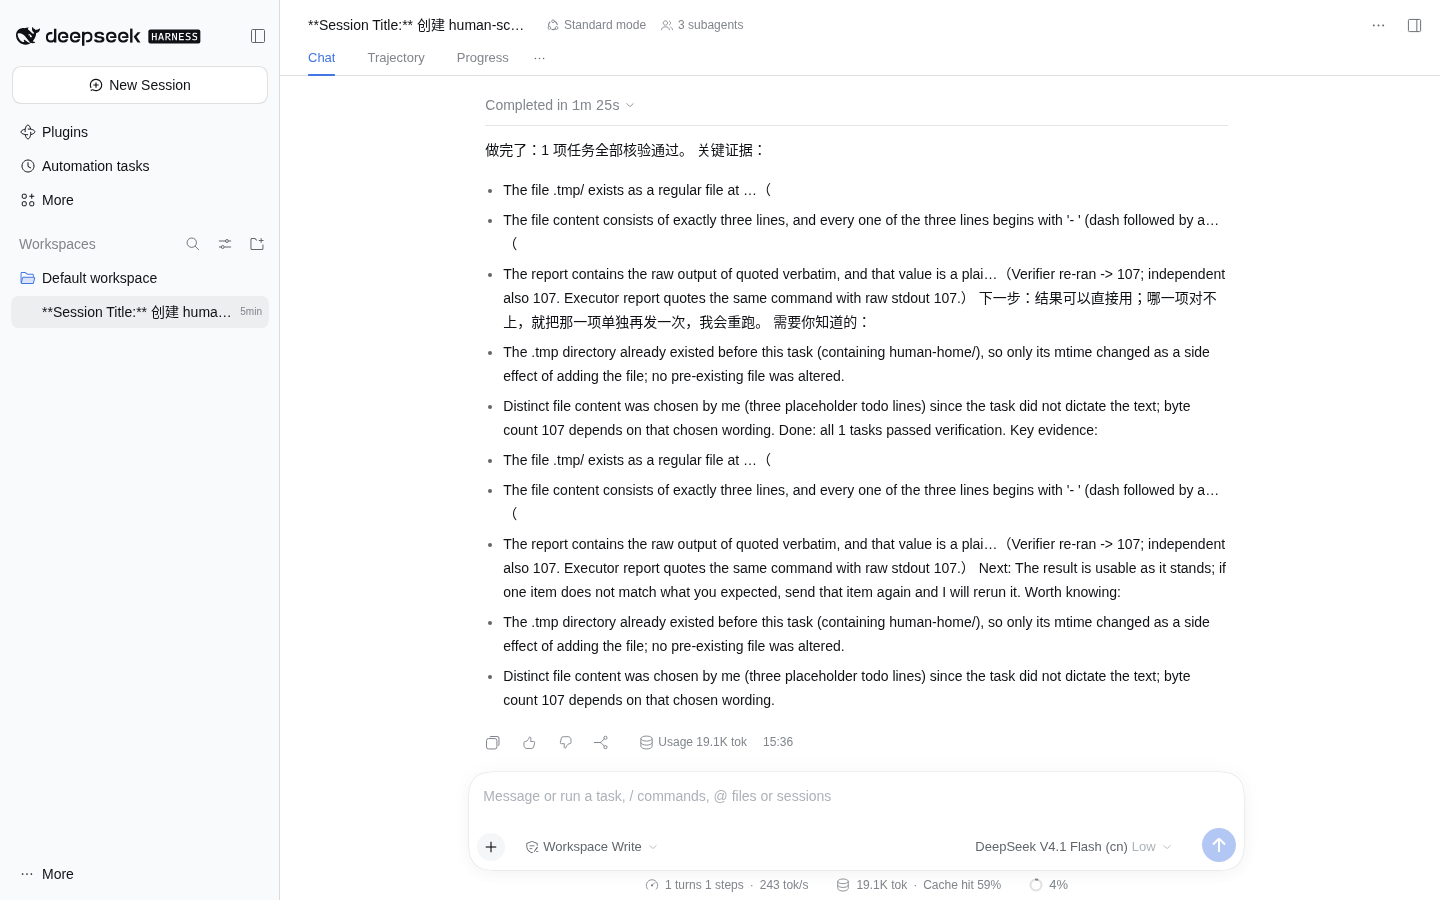 deepseek HARNESS
New Session
Plugins
Automation tasks
More
Workspaces
Default workspace
**Session Title:** 创建 huma… 5min
More
**Session Title:** 创建 human-sc…
Standard mode
3 subagents
Chat
Trajectory
Progress
Completed in 1m 25s
做完了：1 项任务全部核验通过。 关键证据：
The file .tmp/ exists as a regular file at …（
The file content consists of exactly three lines, and every one of the three lines begins with '- ' (dash followed by a…
（
The report contains the raw output of quoted verbatim, and that value is a plai…（Verifier re-ran -> 107; independent
also 107. Executor report quotes the same command with raw stdout 107.） 下一步：结果可以直接用；哪一项对不
上，就把那一项单独再发一次，我会重跑。 需要你知道的：
The .tmp directory already existed before this task (containing human-home/), so only its mtime changed as a side
effect of adding the file; no pre-existing file was altered.
Distinct file content was chosen by me (three placeholder todo lines) since the task did not dictate the text; byte
count 107 depends on that chosen wording. Done: all 1 tasks passed verification. Key evidence:
The file .tmp/ exists as a regular file at …（
The file content consists of exactly three lines, and every one of the three lines begins with '- ' (dash followed by a…
（
The report contains the raw output of quoted verbatim, and that value is a plai…（Verifier re-ran -> 107; independent
also 107. Executor report quotes the same command with raw stdout 107.） Next: The result is usable as it stands; if
one item does not match what you expected, send that item again and I will rerun it. Worth knowing:
The .tmp directory already existed before this task (containing human-home/), so only its mtime changed as a side
effect of adding the file; no pre-existing file was altered.
Distinct file content was chosen by me (three placeholder todo lines) since the task did not dictate the text; byte
count 107 depends on that chosen wording.
Usage 19.1K tok 15:36
Message or run a task, / commands, @ files or sessions
Workspace Write
DeepSeek V4.1 Flash (cn) Low
1 turns 1 steps · 243 tok/s
19.1K tok · Cache hit 59%
4%